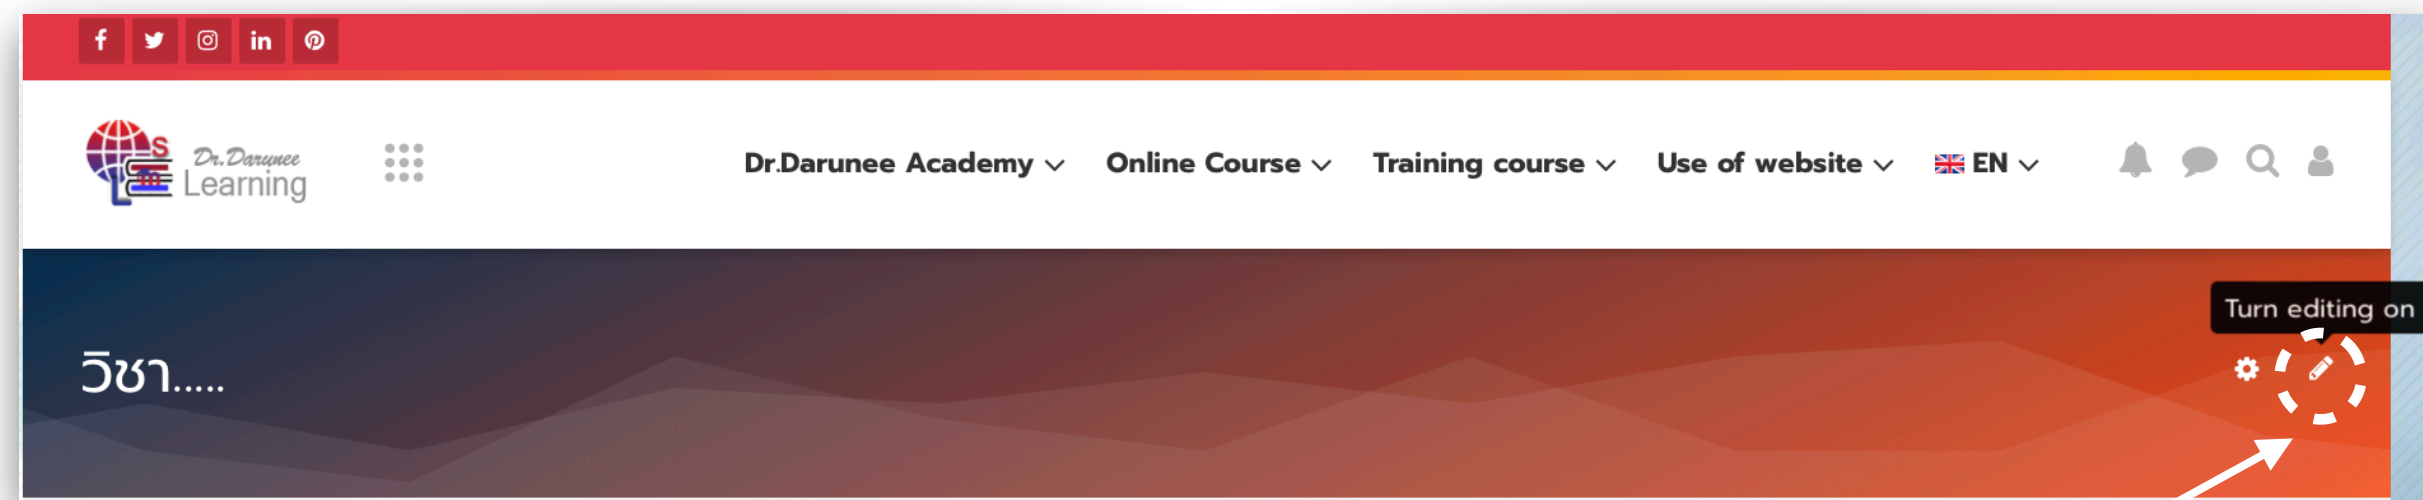 Dr.Darunee
Learning
S
m
Dr.Darunee Academy Online Course Training course Use of website EN
Turn editing on
วิชา.....